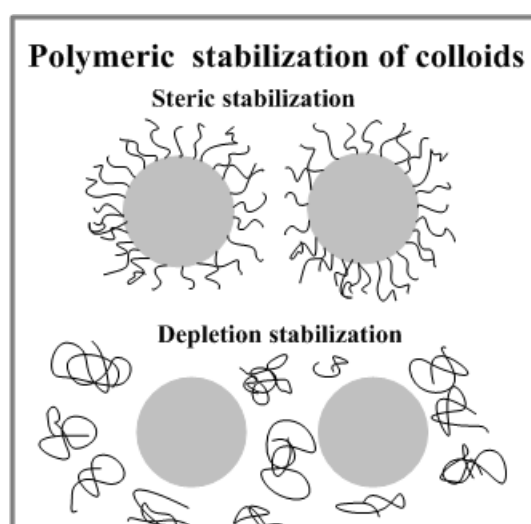 Polymeric stabilization of colloids
Steric stabilization
Depletion stabilization